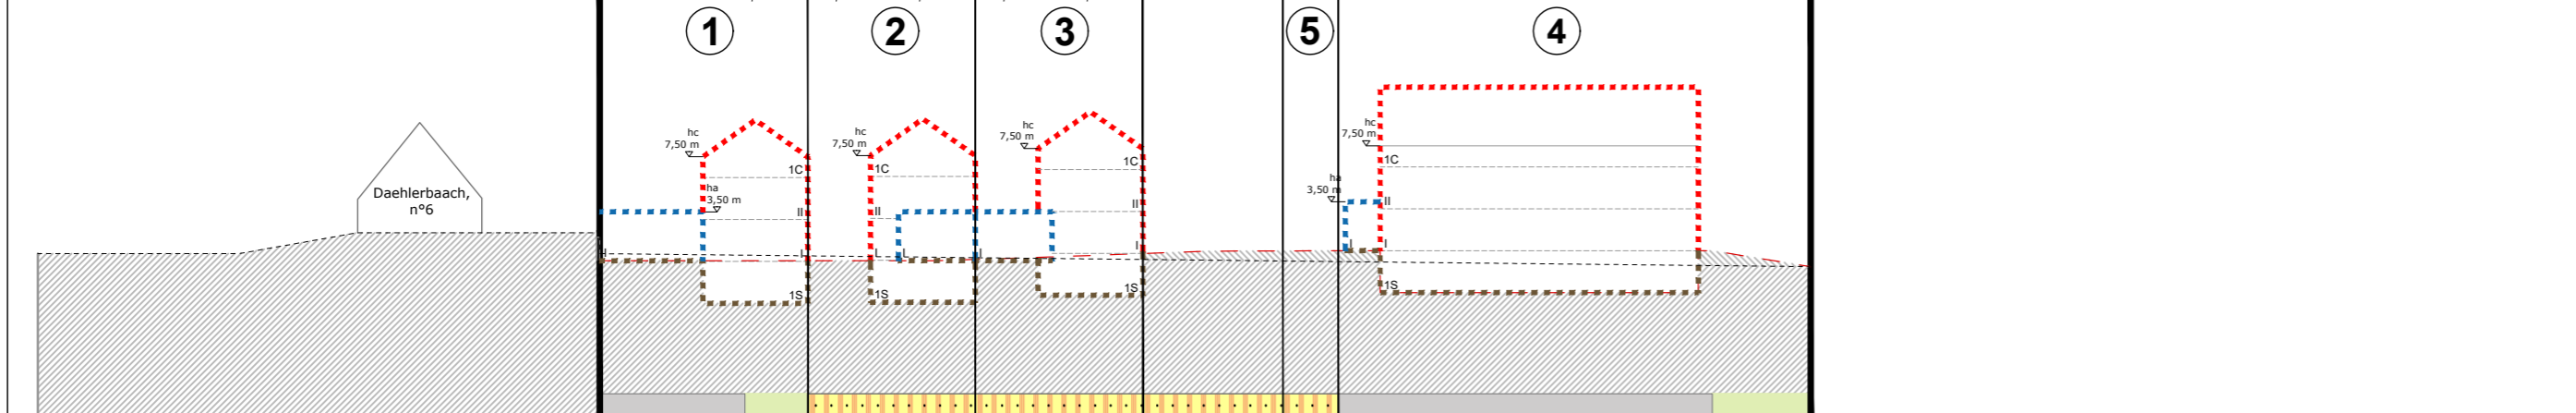 1
2
3
5
4
hc
7,50 m
hc
7,50 m
hc
7,50 m
hc
7,50 m
1C
1C
1C
1C
Daehlerbaach,
n°6
ha
3,50 m
ha
3,50 m
II
II
II
II
I
I
I
I
I
I
I
1S
1S
1S
1S